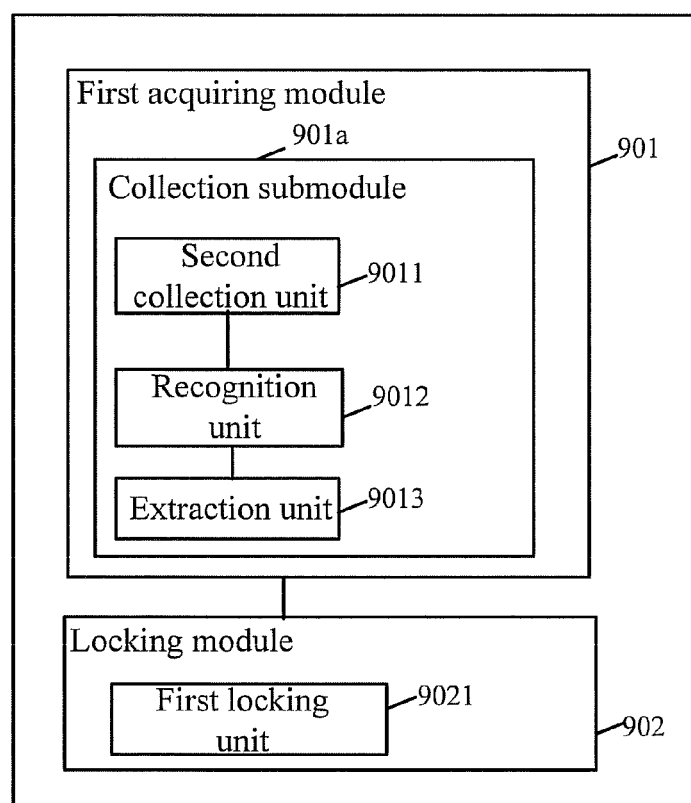 First acquiring module
901a
901
Collection submodule
Second
collection unit
9011
Recognition
unit
9012
Extraction unit
9013
Locking module
First locking
unit
9021
902